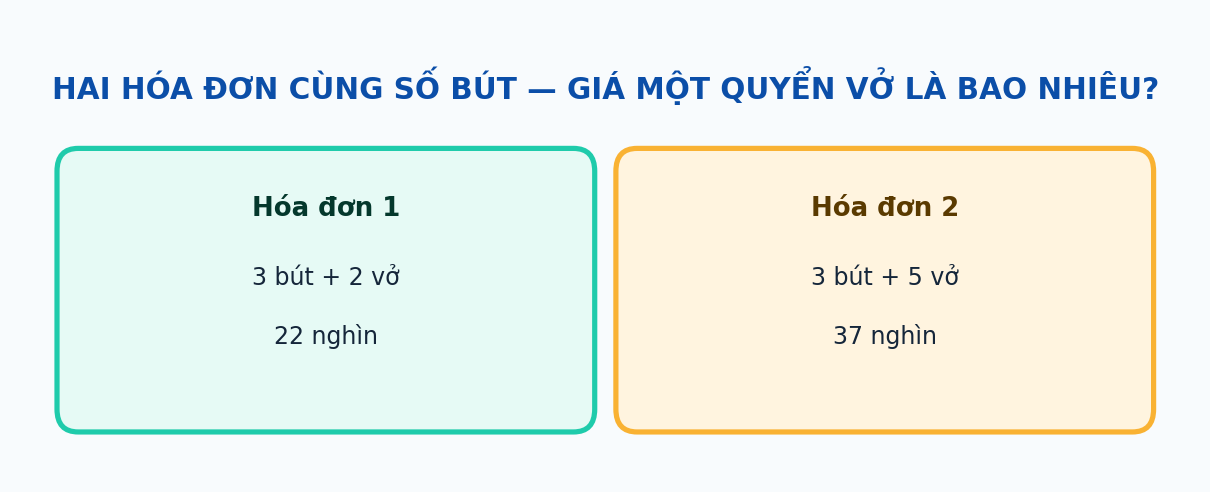 HAI HÓA ĐƠN CÙNG SỐ BÚT — GIÁ MỘT QUYỂN VỞ LÀ BAO NHIÊU?
Hóa đơn 1
3 bút + 2 vở
22 nghìn
Hóa đơn 2
3 bút + 5 vở
37 nghìn